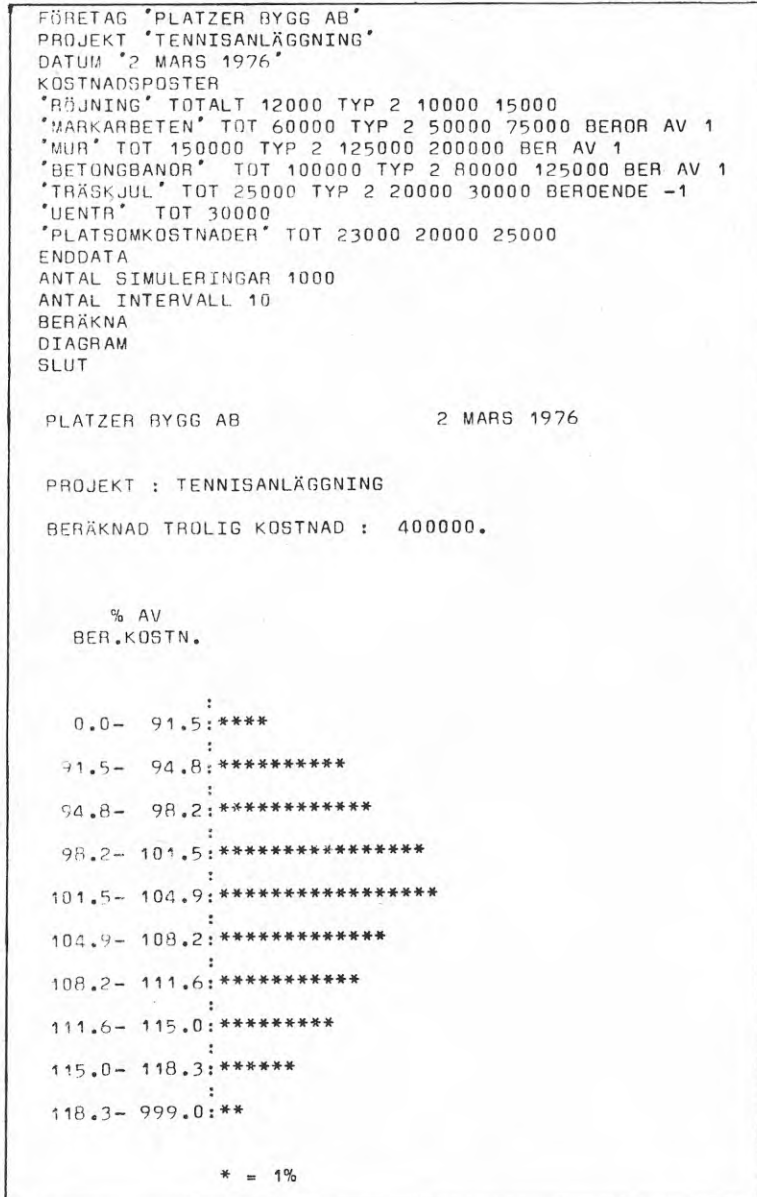 FÖRETAG 'PLATZER BYGG AB'
PROJEKT 'TENNISANLÄGGNING'
DATUM '2 MARS 1976'
KOSTNADSPOSTER
'RÖJNING' TOTALT 12000 TYP 2 10000 15000
'MARKARBETEN' TOT 60000 TYP 2 50000 75000 BEROR AV 1
'MUR' TOT 150000 TYP 2 125000 200000 BER AV 1
'BETONGBANOR' TOT 100000 TYP 2 80000 125000 BER AV 1
'TRÄSKJUL' TOT 25000 TYP 2 20000 30000 BEROENDE -1
'UENTR' TOT 30000
'PLATSOMKOSTNADER' TOT 23000 20000 25000
ENDDATA
ANTAL SIMULERINGAR 1000
ANTAL INTERVALL 10
BERÄKNA
DIAGRAM
SLUT
PLATZER BYGG AB 2 MARS 1976
PROJEKT : TENNISANLÄGGNING
BERÄKNAD TROLIG KOSTNAD : 400000.
% AV
BER.KOSTN.
:
0.0- 91.5:****
:
91.5- 94.8:**********
:
94.8- 98.2:************
:
98.2- 101.5:****************
:
101.5- 104.9:*****************
:
104.9- 108.2:*************
:
108.2- 111.6:***********
:
111.6- 115.0:*********
:
115.0- 118.3:******
:
118.3- 999.0:**
* = 1%